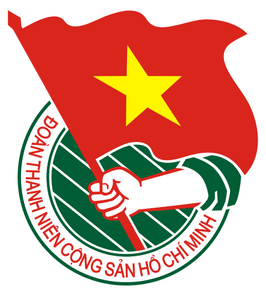 ĐOÀN THANH NIÊN CỘNG SẢN HỒ CHÍ MINH